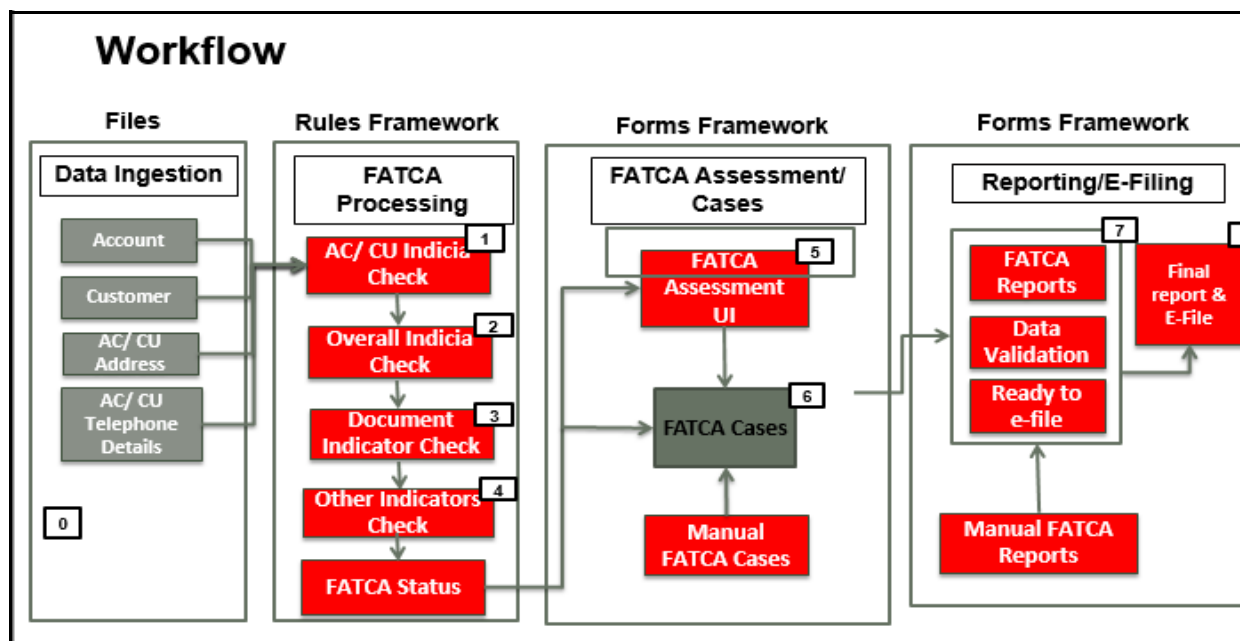 Workflow
Files
Data Ingestion
Account
Customer
AC/ CU
Address
AC/ CU
Telephone
Details
0
Rules Framework
FATCA
Processing
1
AC/ CU Indicia
Check
2
Overall Indicia
Check
3
Document
Indicator Check
4
Other Indicators
Check
FATCA Status
Forms Framework
FATCA Assessment/
Cases
5
FATCA
Assessment
UI
6
FATCA Cases
Manual
FATCA Cases
Forms Framework
Reporting/E-Filing
7
FATCA
Reports
Data
Validation
Ready to
e-file
Final
report &
E-File
Manual FATCA
Reports